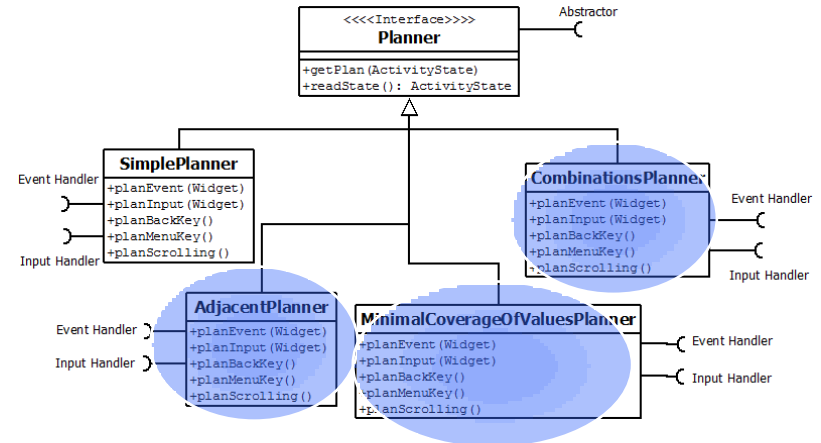 <<<<Interface>>>>
Planner
+getPlan(ActivityState)
+readState(): ActivityState
Abstractor
SimplePlanner
+planEvent(Widget)
+planInput(Widget)
+planBackKey()
+planMenuKey()
+planScrolling()
Event Handler
Input Handler
CombinationsPlanner
+planEvent(Widget)
+planInput(Widget)
+planBackKey()
+planMenuKey()
+planScrolling()
Event Handler
Input Handler
AdjacentPlanner
+planEvent(Widget)
+planInput(Widget)
+planBackKey()
+planMenuKey()
+planScrolling()
Event Handler
Input Handler
MinimalCoverageOfValuesPlanner
+planEvent(Widget)
+planInput(Widget)
+planBackKey()
+planMenuKey()
+planScrolling()
Event Handler
Input Handler